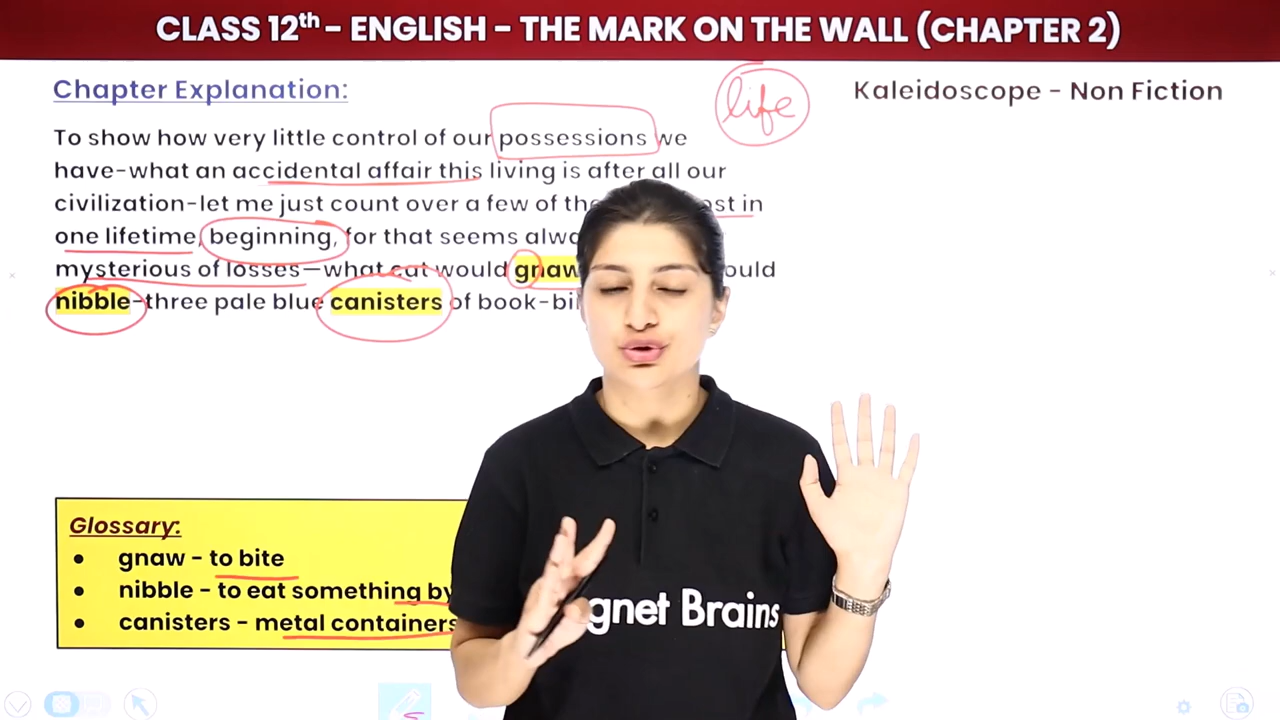 CLASS 12th – ENGLISH – THE MARK ON THE WALL (CHAPTER 2)
Chapter Explanation:
life
Kaleidoscope - Non Fiction
To show how very little control of our possessions we
have-what an accidental affair this living is after all our
civilization-let me just count over a few of the in
one lifetime, beginning, for that seems
mysterious of losses—what cat would gnaw
nibble-three pale blue canisters of
Glossary:
• gnaw - to bite
• nibble - to eat something by
• canisters - metal containers
gnet Brains